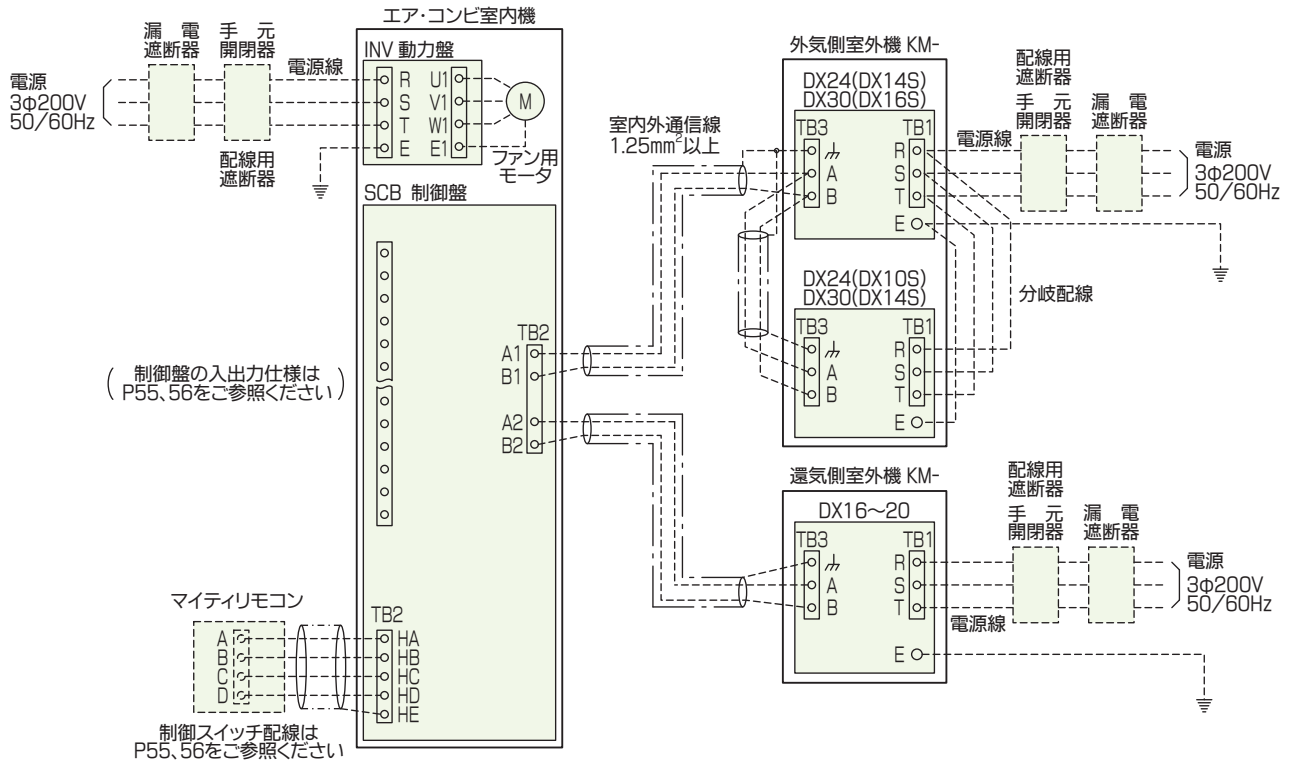 エア・コンビ室内機
漏電
遮断器
手元
開閉器
配線用
遮断器
電源
3φ200V
50/60Hz
電源線
INV 動力盤
R
S
T
E
U1
V1
W1
E1
M
ファン用
モータ
SCB 制御盤
(制御盤の入出力仕様は
P55、56をご参照ください)
TB2
A1
B1
A2
B2
マイティリモコン
A
B
C
D
TB2
HA
HB
HC
HD
HE
制御スイッチ配線は
P55、56をご参照ください
室内外通信線
1.25mm²以上
外気側室外機 KM-
DX24(DX14S)
DX30(DX16S)
TB3
A
B
TB1
R
S
T
E
電源線
配線用
遮断器
手元
開閉器
漏電
遮断器
電源
3φ200V
50/60Hz
DX24(DX10S)
DX30(DX14S)
TB3
A
B
TB1
R
S
T
E
分岐配線
還気側室外機 KM-
DX16～20
TB3
A
B
TB1
R
S
T
E
電源線
配線用
遮断器
手元
開閉器
漏電
遮断器
電源
3φ200V
50/60Hz